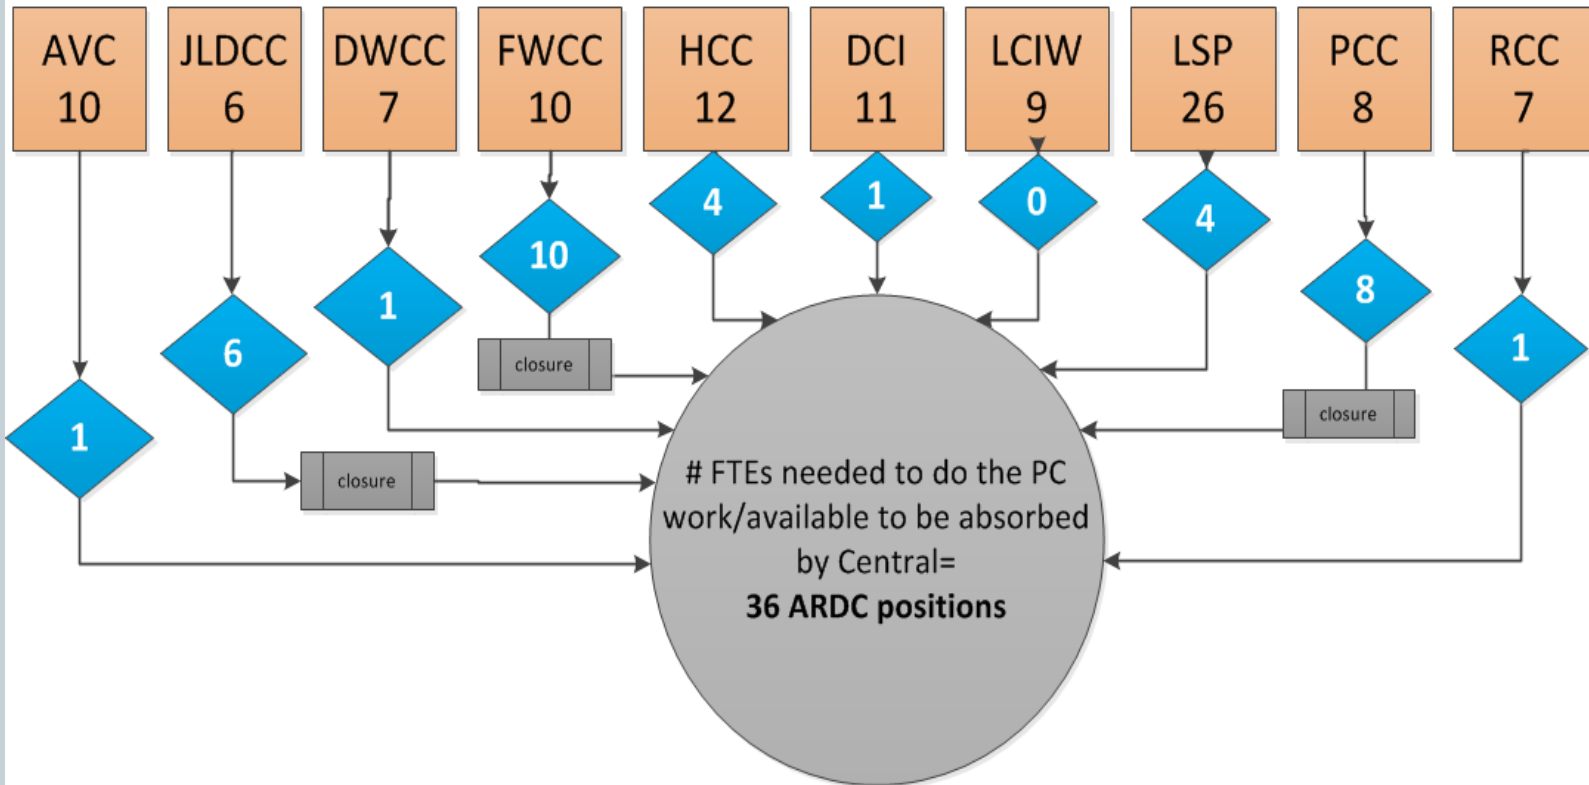 AVC
10
JLDCC
6
DWCC
7
FWCC
10
HCC
12
DCI
11
LCIW
9
LSP
26
PCC
8
RCC
7
1
6
1
10
4
1
0
4
8
1
closure
closure
closure
# FTEs needed to do the PC
work/available to be absorbed
by Central=
36 ARDC positions